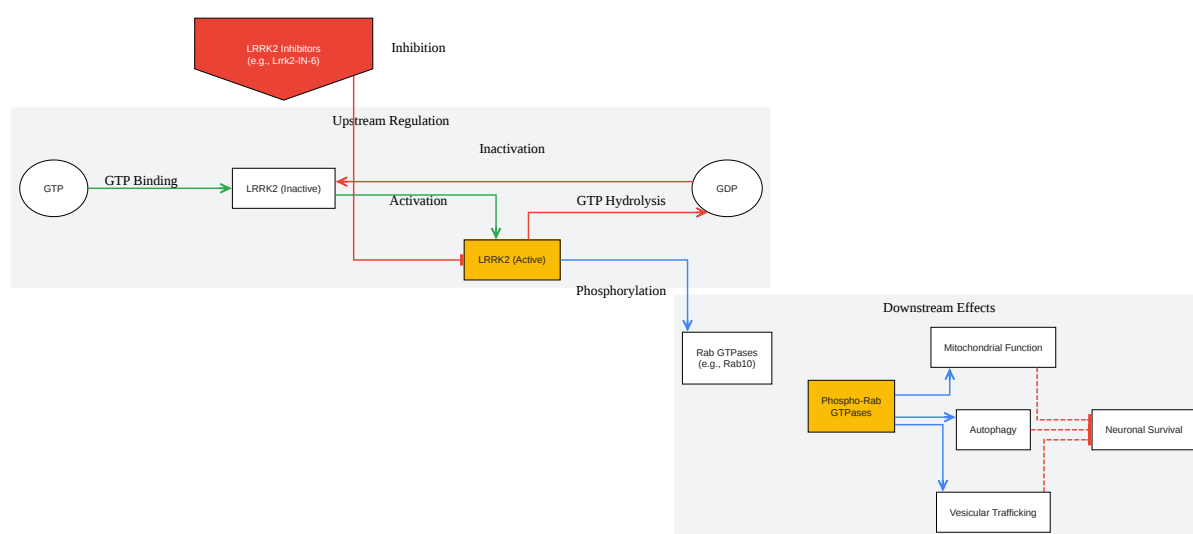 LRRK2 Inhibitors
(e.g., Lrrk2-IN-6)
Inhibition
Upstream Regulation
Inactivation
GTP
GTP Binding
LRRK2 (Inactive)
Activation
GTP Hydrolysis
GDP
LRRK2 (Active)
Phosphorylation
Downstream Effects
Rab GTPases
(e.g., Rab10)
Mitochondrial Function
Phospho-Rab
GTPases
Autophagy
Neuronal Survival
Vesicular Trafficking